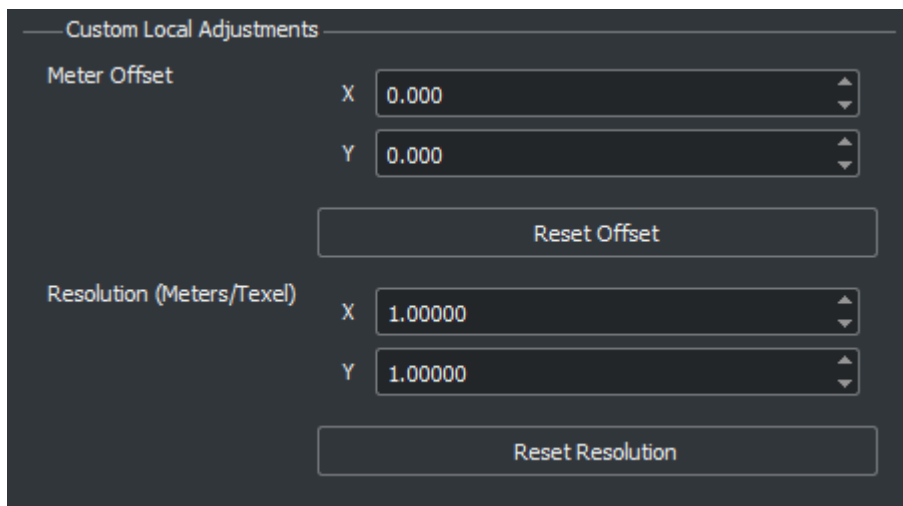 Custom Local Adjustments
Meter Offset
X 0.000
Y 0.000
Reset Offset
Resolution (Meters/Texel)
X 1.00000
Y 1.00000
Reset Resolution